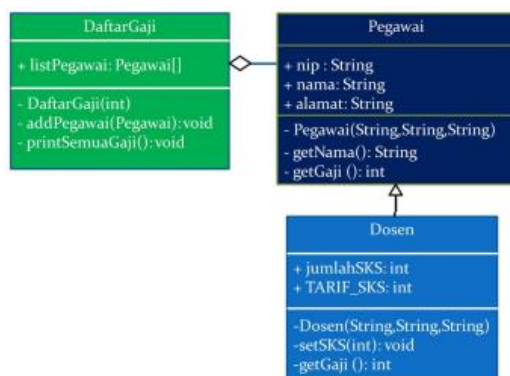 DaftarGaji
+ listPegawai: Pegawai[]
- DaftarGaji(int)
- addPegawai(Pegawai): void
- printSemuaGaji(): void
Pegawai
+ nip : String
+ nama: String
+ alamat: String
- Pegawai(String,String,String)
- getNama(): String
- getGaji (): int
Dosen
+ jumlahSKS: int
+ TARIF_SKS: int
-Dosen(String,String,String)
-setSKS(int): void
-getGaji (): int